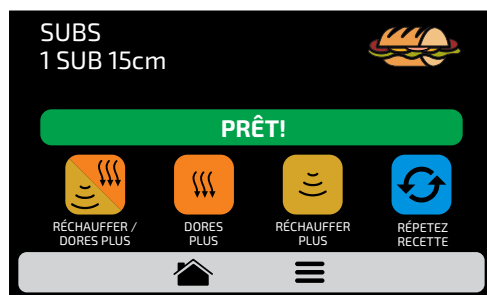 SUBS
1 SUB 15cm
PRÊT!
RÉCHAUFFER /
DORES PLUS
DORES
PLUS
RÉCHAUFFER
PLUS
RÉPETEZ
RECETTE